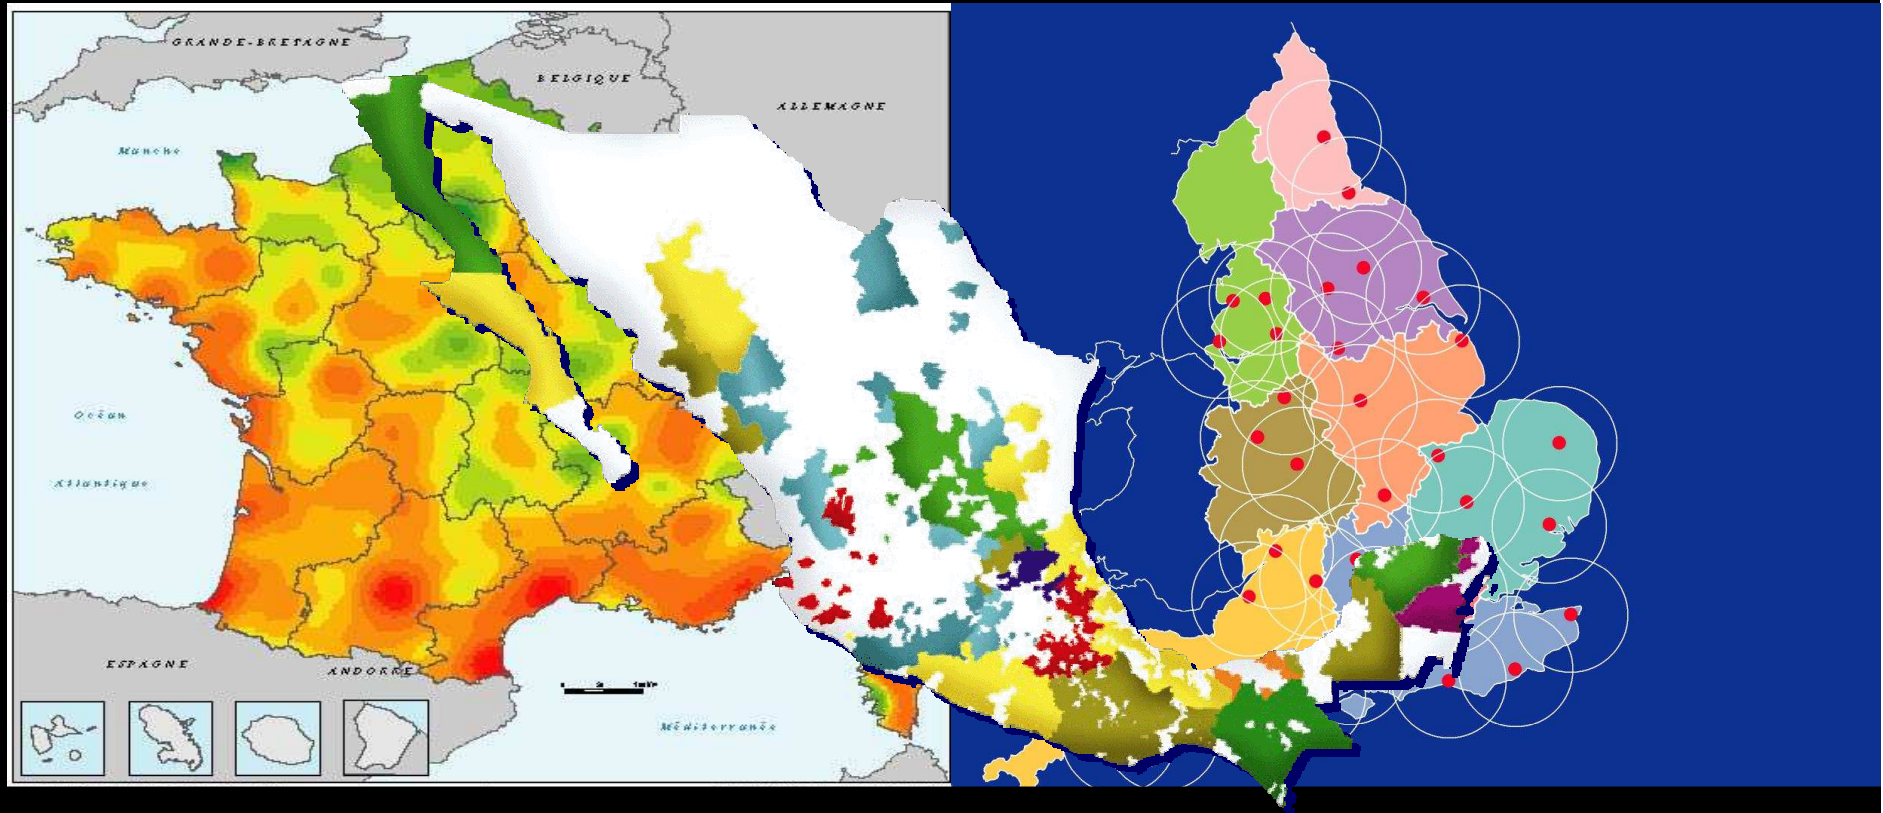 GRANDE-BRETAGNE
BELGIQUE
ALLEMAGNE
Manche
Océan
Atlantique
ESPAGNE
ANDORRE
Méditerranée